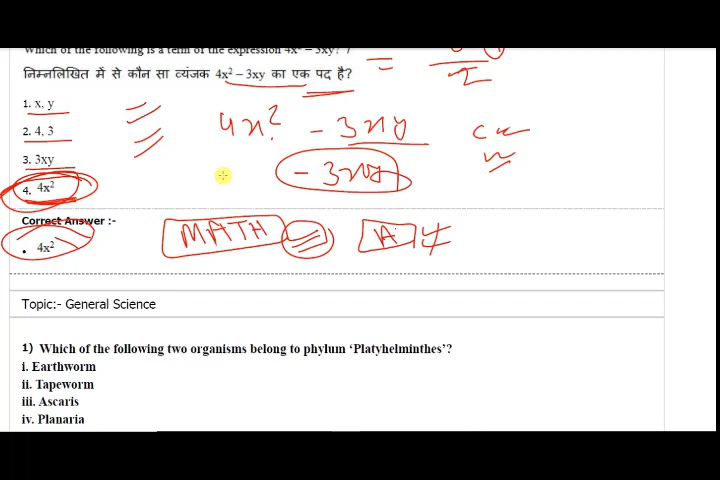 Which of the following is a term of the expression 4x² – 3xy? ?
निम्नलिखित में से कौन सा व्यंजक 4x² – 3xy का एक पद है?
1. x, y
2. 4, 3
3. 3xy
4. 4x²
4x² - 3xy
- 3xy
Correct Answer :-
• 4x²
MATH
Topic:- General Science
1) Which of the following two organisms belong to phylum ‘Platyhelminthes’?
i. Earthworm
ii. Tapeworm
iii. Ascaris
iv. Planaria